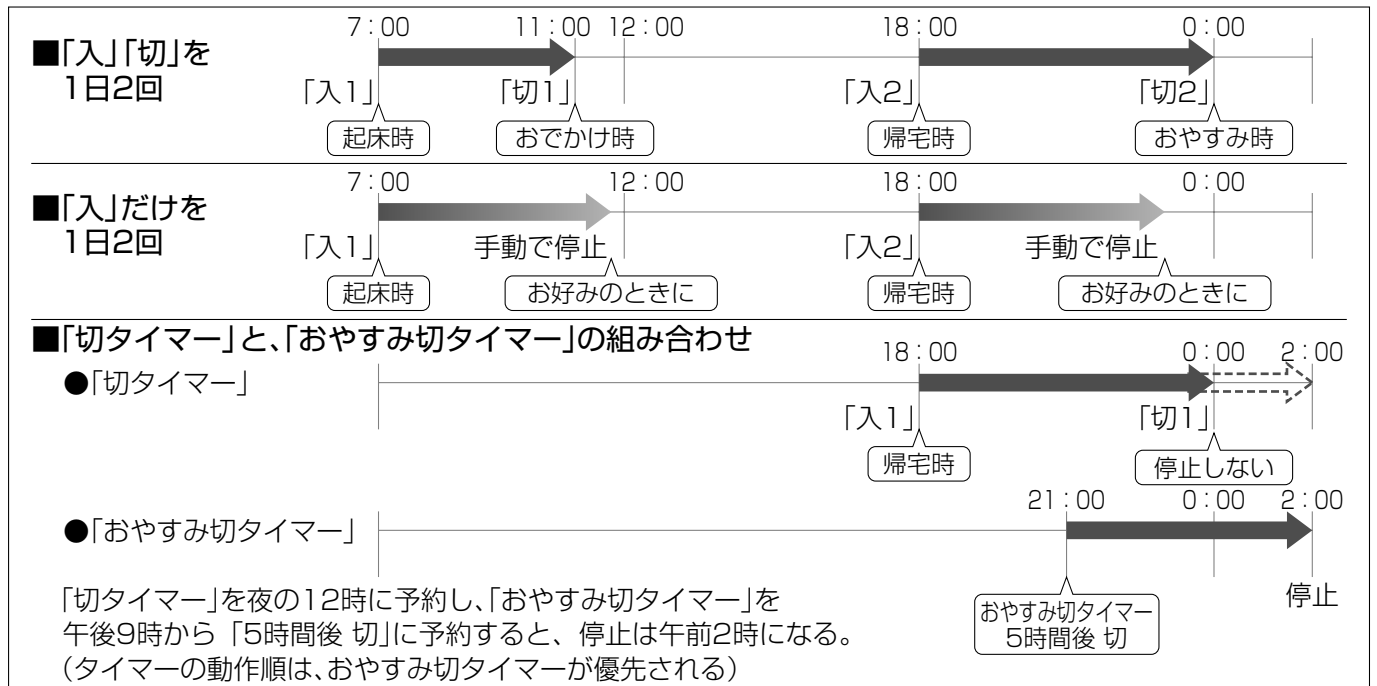 7：00 11：00 12：00 18：00 0：00
■「入」「切」を
1日2回
「入1」 「切1」 「入2」 「切2」
起床時 おでかけ時 帰宅時 おやすみ時
7：00 12：00 18：00 0：00
■「入」だけを
1日2回
「入1」 手動で停止 「入2」 手動で停止
起床時 お好みのときに 帰宅時 お好みのときに
■「切タイマー」と、「おやすみ切タイマー」の組み合わせ
18：00 0：00 2：00
●「切タイマー」
「入1」 「切1」
帰宅時 停止しない
21：00 0：00 2：00
●「おやすみ切タイマー」
停止
おやすみ切タイマー
5時間後 切
「切タイマー」を夜の12時に予約し、「おやすみ切タイマー」を
午後9時から「5時間後 切」に予約すると、停止は午前2時になる。
（タイマーの動作順は、おやすみ切タイマーが優先される）